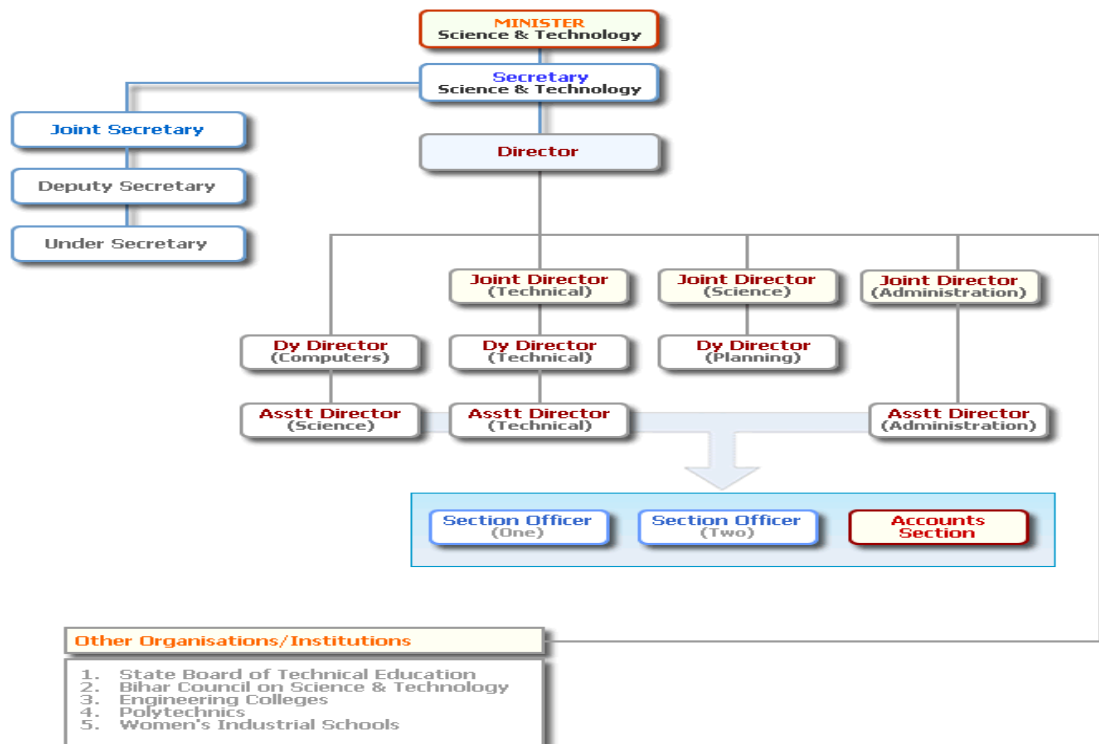 MINISTER
Science & Technology
Secretary
Science & Technology
Joint Secretary
Director
Deputy Secretary
Under Secretary
Joint Director
(Technical)
Joint Director
(Science)
Joint Director
(Administration)
Dy Director
(Computers)
Dy Director
(Technical)
Dy Director
(Planning)
Asstt Director
(Science)
Asstt Director
(Technical)
Asstt Director
(Administration)
Section Officer
(One)
Section Officer
(Two)
Accounts
Section
Other Organisations/Institutions
1. State Board of Technical Education
2. Bihar Council on Science & Technology
3. Engineering Colleges
4. Polytechnics
5. Women's Industrial Schools